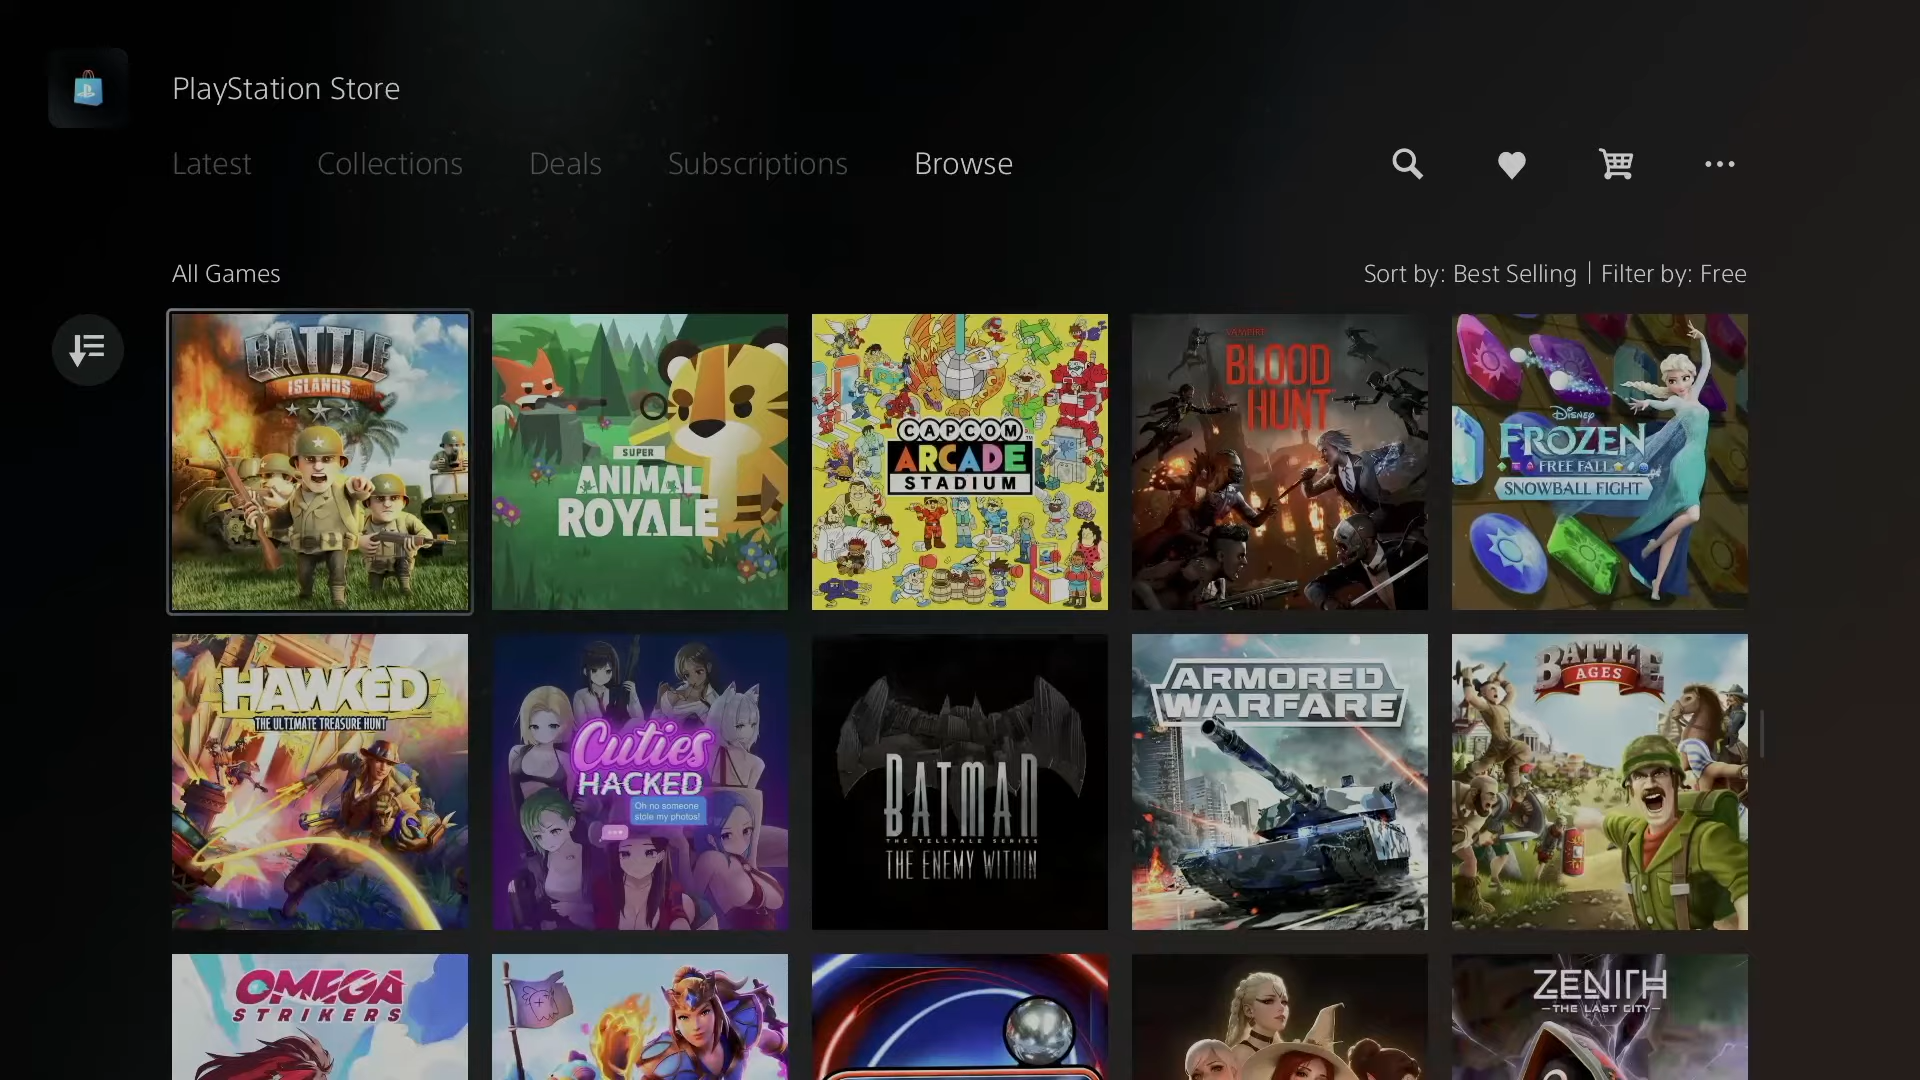 PlayStation Store
Latest
Collections
Deals
Subscriptions
Browse
All Games
Sort by: Best Selling | Filter by: Free
BATTLE
ISLANDS
SUPER
ANIMAL
ROYALE
CAPCOM
ARCADE
STADIUM
VAMPIRE
BLOOD
HUNT
Disney
FROZEN
FREE FALL
SNOWBALL FIGHT
HAWKED
THE ULTIMATE TREASURE HUNT
Cuties
HACKED
Oh no someone
stole my photos!
BATMAN
THE TELLTALE SERIES
THE ENEMY WITHIN
ARMORED
WARFARE
BATTLE
AGES
OMEGA
STRIKERS
ZENITH
—THE LAST CITY—